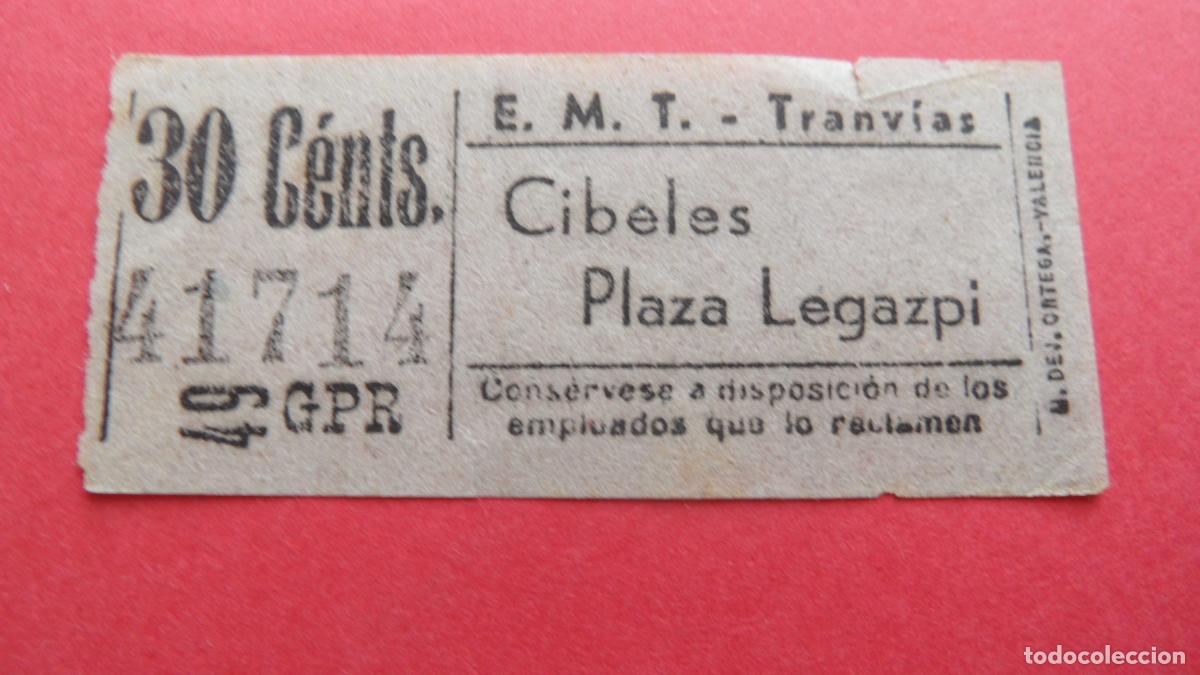 30 Cénts.
41714
49 GPR
E. M. T. - Tranvías
Cibeles
Plaza Legazpi
Consérvese a disposición de los
empleados que lo reclamen
H. DE J. ORTEGA.-VALENCIA
todocoleccion